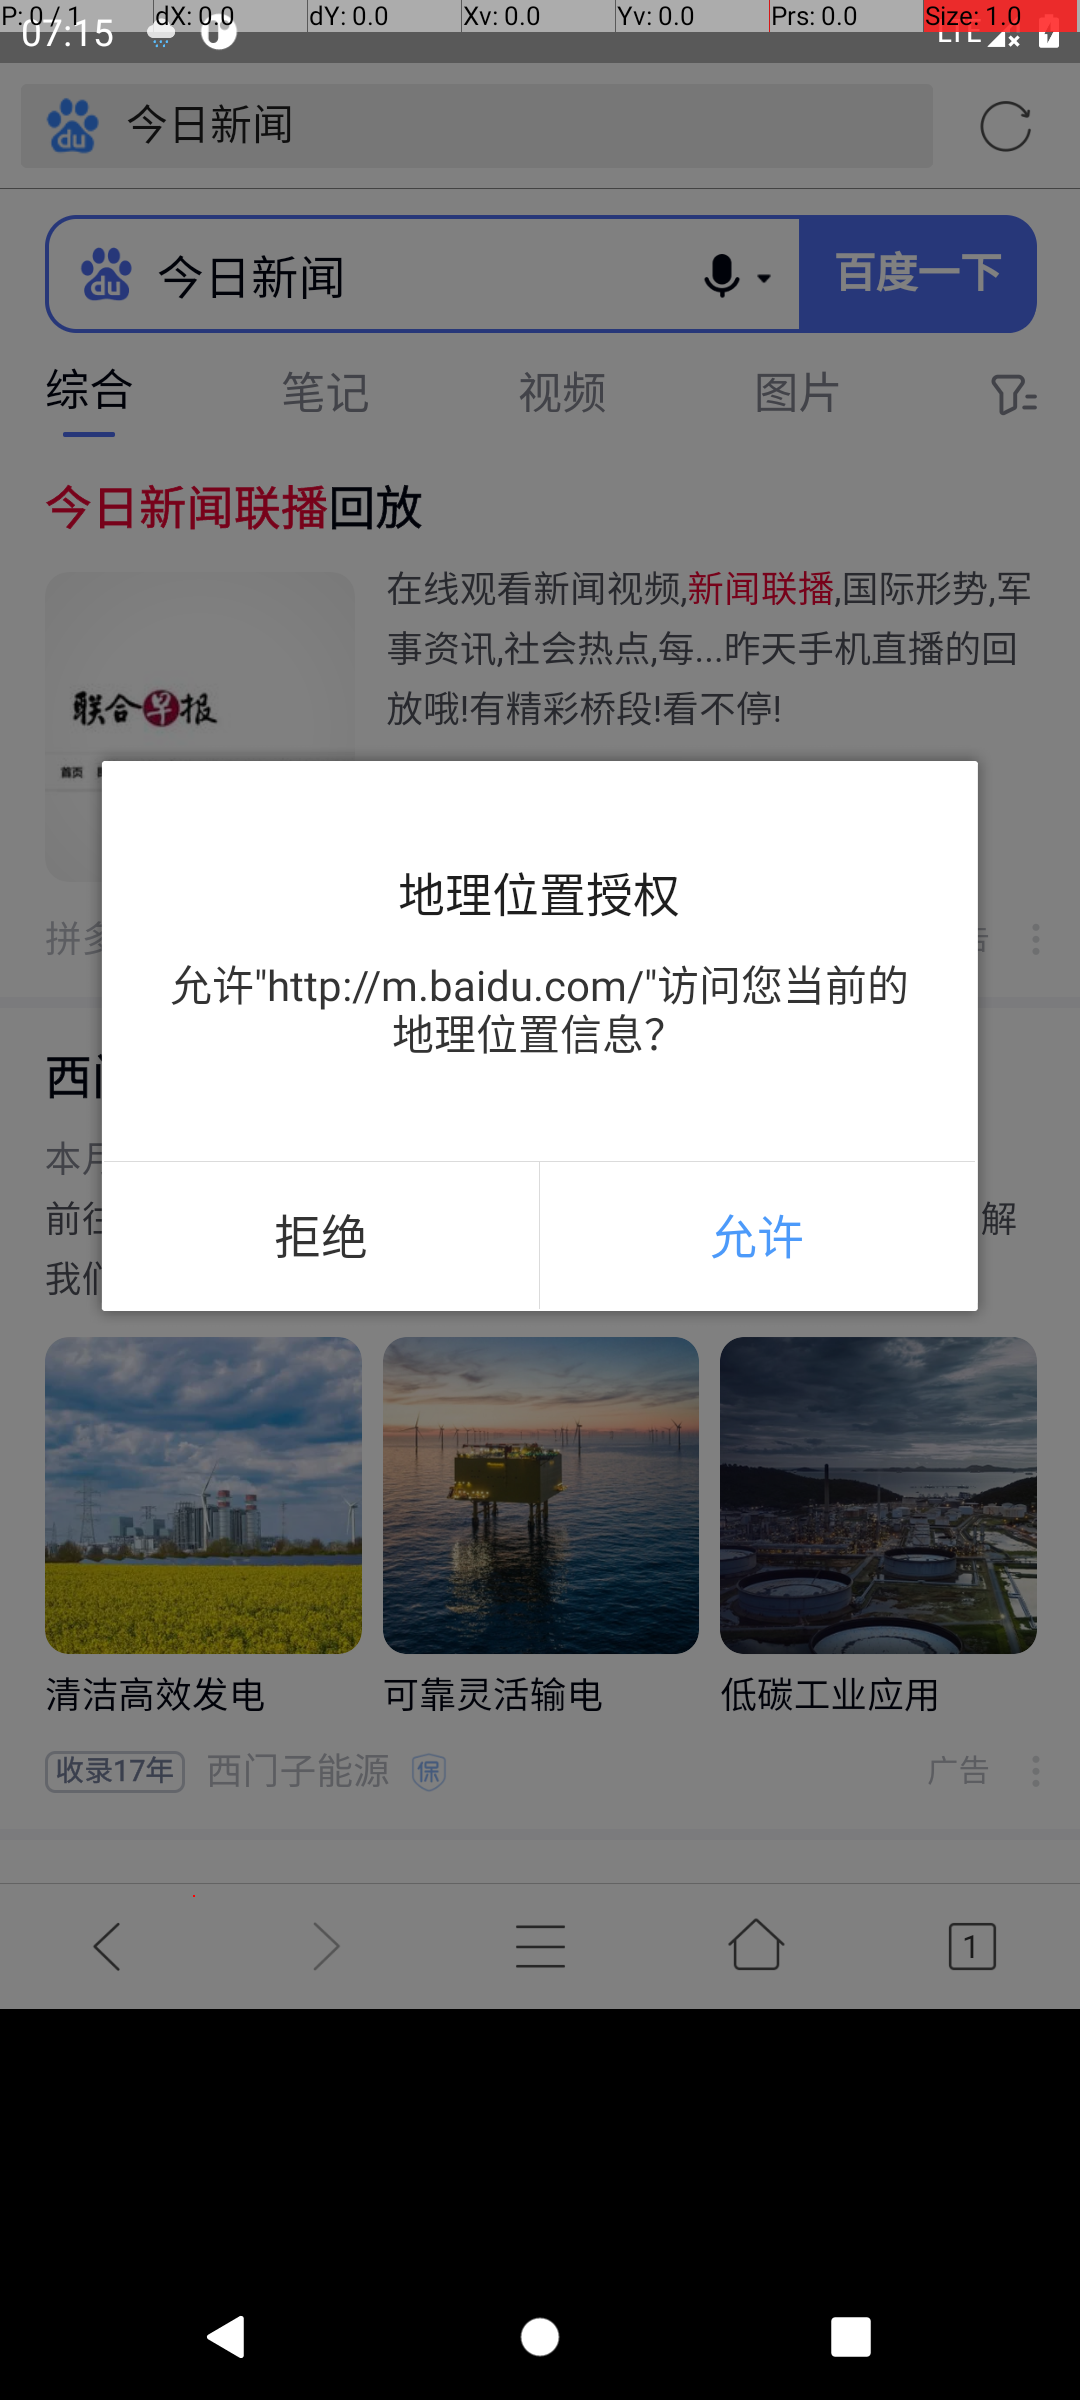 P: 0 / 1 dX: 0.0 dY: 0.0 Xv: 0.0 Yv: 0.0 Prs: 0.0 Size: 1.0
07:15 LTE
du 今日新闻
du 今日新闻 百度一下
综合 笔记 视频 图片
今日新闻联播回放
在线观看新闻视频,新闻联播,国际形势,军
事资讯,社会热点,每...昨天手机直播的回
放哦!有精彩桥段!看不停!
联合早报
首页
地理位置授权
拼多 告
允许"http://m.baidu.com/"访问您当前的
地理位置信息?
西门
本月
前往 解
我们
拒绝 允许
清洁高效发电 可靠灵活输电 低碳工业应用
收录17年 西门子能源 保 广告
1